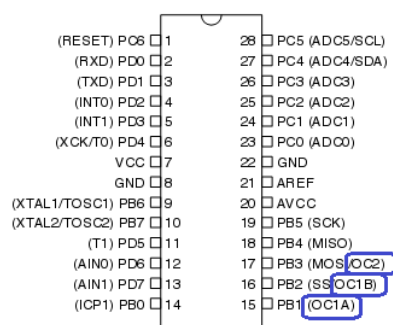 (RESET) PC6 1 28 PC5 (ADC5/SCL)
(RXD) PD0 2 27 PC4 (ADC4/SDA)
(TXD) PD1 3 26 PC3 (ADC3)
(INT0) PD2 4 25 PC2 (ADC2)
(INT1) PD3 5 24 PC1 (ADC1)
(XCK/T0) PD4 6 23 PC0 (ADC0)
VCC 7 22 GND
GND 8 21 AREF
(XTAL1/TOSC1) PB6 9 20 AVCC
(XTAL2/TOSC2) PB7 10 19 PB5 (SCK)
(T1) PD5 11 18 PB4 (MISO)
(AIN0) PD6 12 17 PB3 (MOSI/OC2)
(AIN1) PD7 13 16 PB2 (SS/OC1B)
(ICP1) PB0 14 15 PB1 (OC1A)